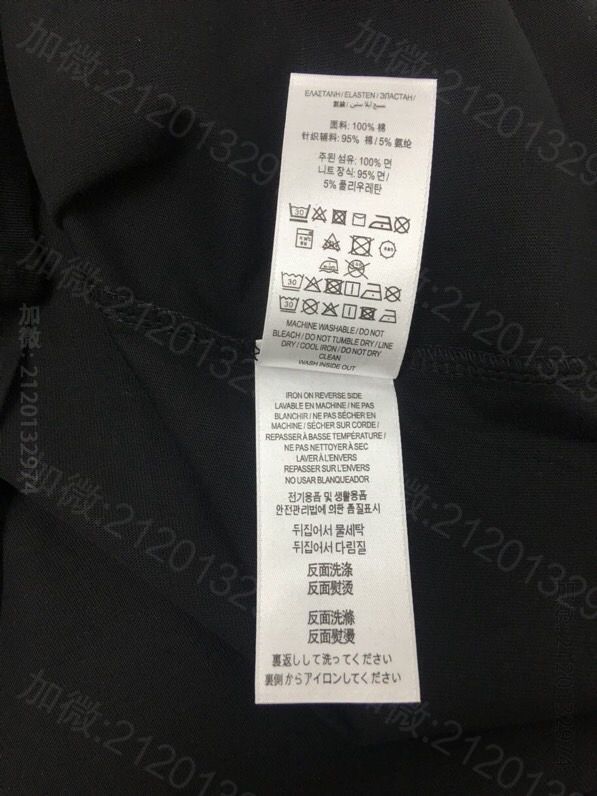 ΕΛΑΣΤΑΝΗ / ELASTEN / ЭЛАСТАН /
面料: 100% 棉
针织辅料: 95% 棉 / 5% 氨纶
주된 섬유: 100% 면
니트 장식: 95% 면 /
5% 폴리우레탄
30
30
30
MACHINE WASHABLE / DO NOT
BLEACH / DO NOT TUMBLE DRY / LINE
DRY / COOL IRON / DO NOT DRY
CLEAN
WASH INSIDE OUT
IRON ON REVERSE SIDE
LAVABLE EN MACHINE / NE PAS
BLANCHIR / NE PAS SÉCHER EN
MACHINE / SÉCHER SUR CORDE /
REPASSER À BASSE TEMPÉRATURE /
NE PAS NETTOYER À SEC
LAVER À L'ENVERS
REPASSER SUR L'ENVERS
NO USAR BLANQUEADOR
전기용품 및 생활용품
안전관리법에 의한 품질표시
뒤집어서 물세탁
뒤집어서 다림질
反面洗涤
反面熨烫
反面洗滌
反面熨燙
裏返しして洗ってください
裏側からアイロンしてください
加微:2120132974